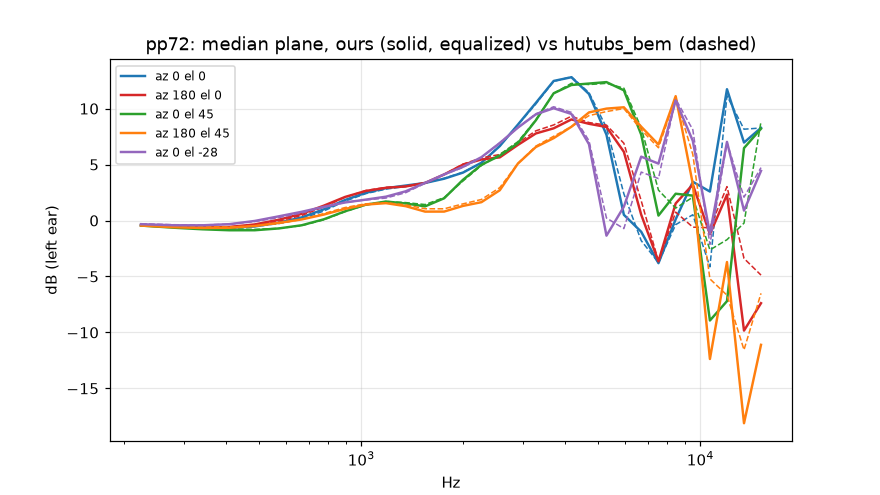 pp72: median plane, ours (solid, equalized) vs hutubs_bem (dashed)
az 0 el 0
az 180 el 0
az 0 el 45
az 180 el 45
az 0 el -28
dB (left ear)
10
5
0
−5
−10
−15
10³
10⁴
Hz